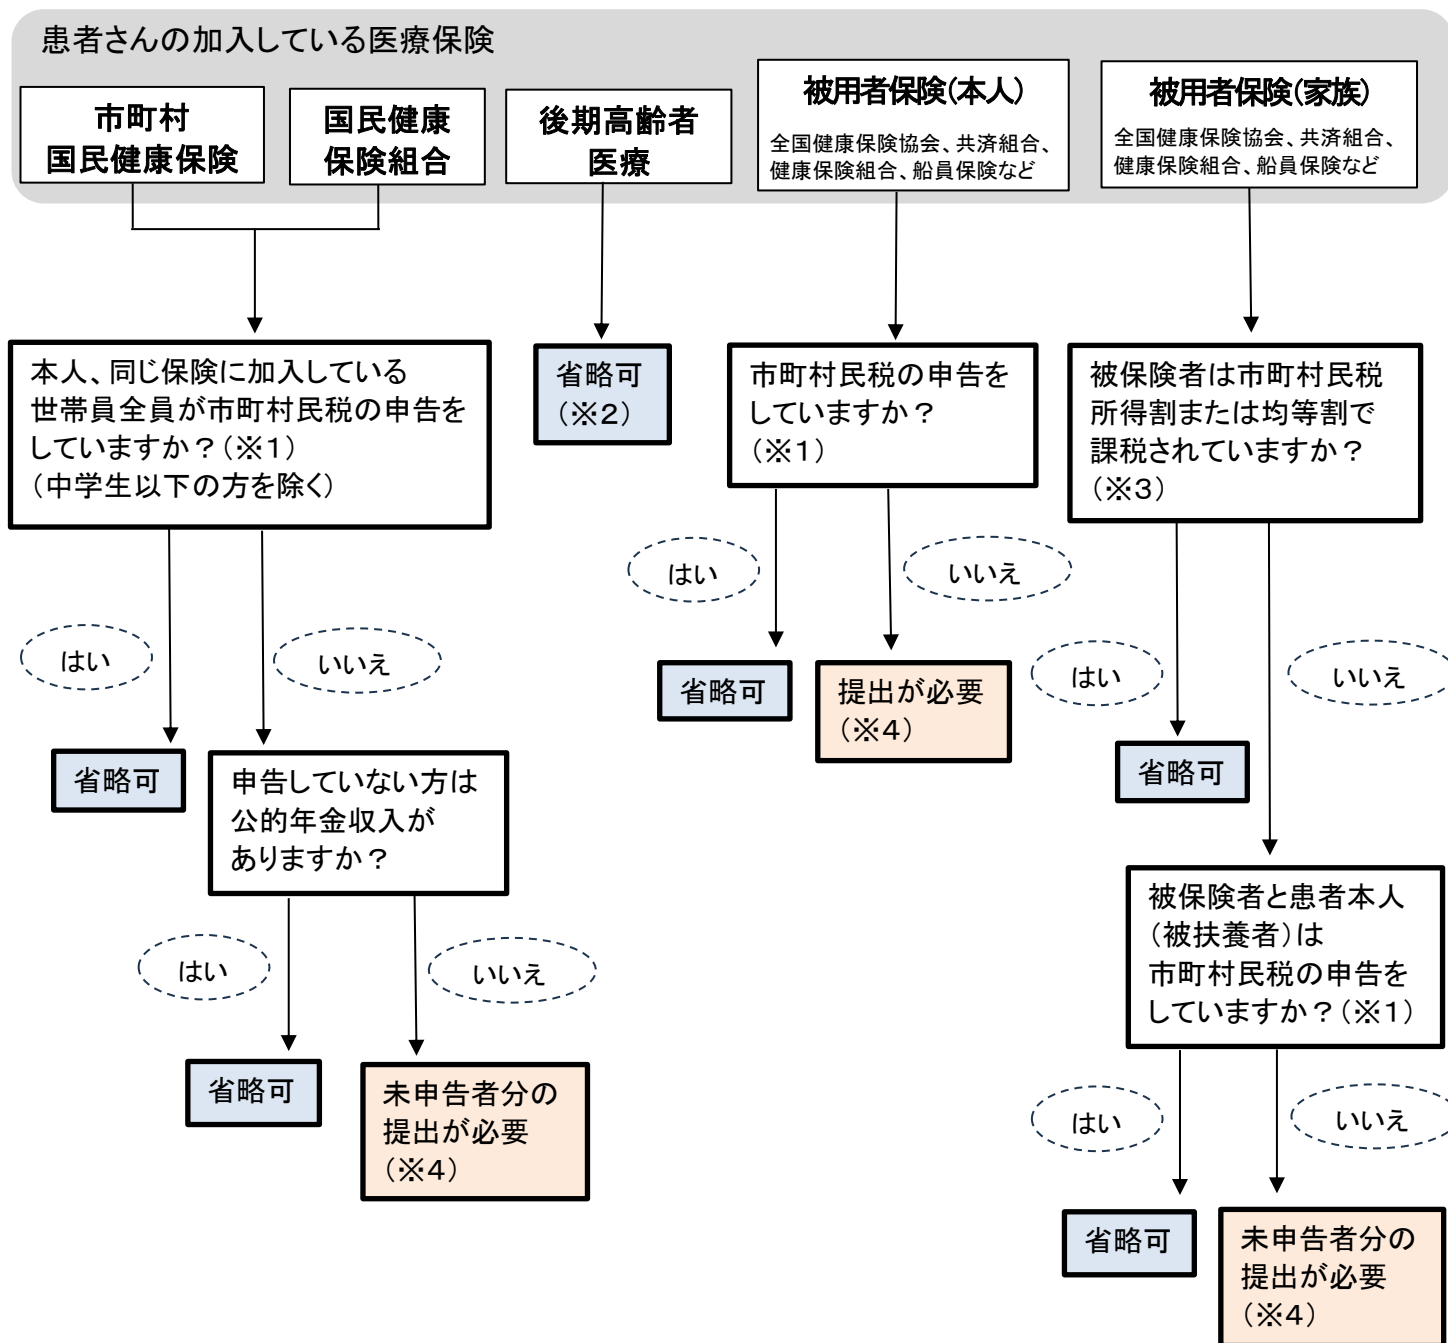 患者さんの加入している医療保険
市町村
国民健康保険
国民健康
保険組合
後期高齢者
医療
被用者保険(本人)
全国健康保険協会、共済組合、
健康保険組合、船員保険など
被用者保険(家族)
全国健康保険協会、共済組合、
健康保険組合、船員保険など
本人、同じ保険に加入している
世帯員全員が市町村民税の申告を
していますか？(※1)
(中学生以下の方を除く)
省略可
(※2)
市町村民税の申告を
していますか？
(※1)
被保険者は市町村民税
所得割または均等割で
課税されていますか？
(※3)
はい
いいえ
はい
いいえ
はい
いいえ
省略可
提出が必要
(※4)
省略可
申告していない方は
公的年金収入が
ありますか？
省略可
被保険者と患者本人
(被扶養者)は
市町村民税の申告を
していますか？(※1)
はい
いいえ
省略可
未申告者分の
提出が必要
(※4)
はい
いいえ
省略可
未申告者分の
提出が必要
(※4)